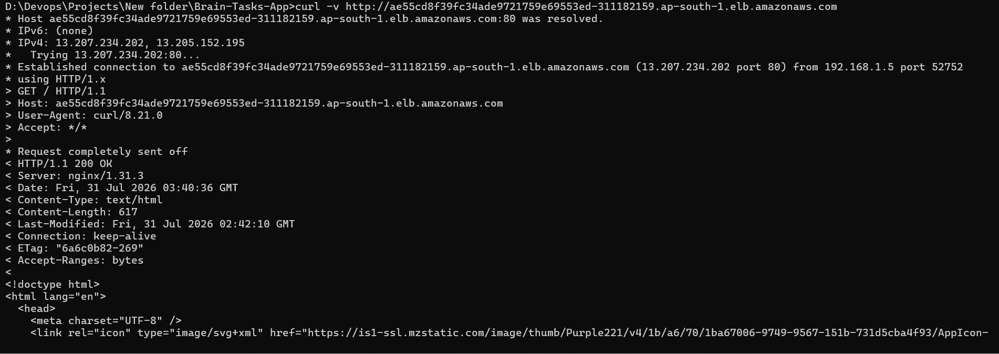 D:\Devops\Projects\New folder\Brain-Tasks-App>curl -v http://ae55cd8f39fc34ade9721759e69553ed-311182159.ap-south-1.elb.amazonaws.com
* Host ae55cd8f39fc34ade9721759e69553ed-311182159.ap-south-1.elb.amazonaws.com:80 was resolved.
* IPv6: (none)
* IPv4: 13.207.234.202, 13.205.152.195
*   Trying 13.207.234.202:80...
* Established connection to ae55cd8f39fc34ade9721759e69553ed-311182159.ap-south-1.elb.amazonaws.com (13.207.234.202 port 80) from 192.168.1.5 port 52752
* using HTTP/1.x
> GET / HTTP/1.1
> Host: ae55cd8f39fc34ade9721759e69553ed-311182159.ap-south-1.elb.amazonaws.com
> User-Agent: curl/8.21.0
> Accept: */*
>
* Request completely sent off
< HTTP/1.1 200 OK
< Server: nginx/1.31.3
< Date: Fri, 31 Jul 2026 03:40:36 GMT
< Content-Type: text/html
< Content-Length: 617
< Last-Modified: Fri, 31 Jul 2026 02:42:10 GMT
< Connection: keep-alive
< ETag: "6a6c0b82-269"
< Accept-Ranges: bytes
<
<!doctype html>
<html lang="en">
  <head>
    <meta charset="UTF-8" />
    <link rel="icon" type="image/svg+xml" href="https://is1-ssl.mzstatic.com/image/thumb/Purple221/v4/1b/a6/70/1ba67006-9749-9567-151b-731d5cba4f93/AppIcon-